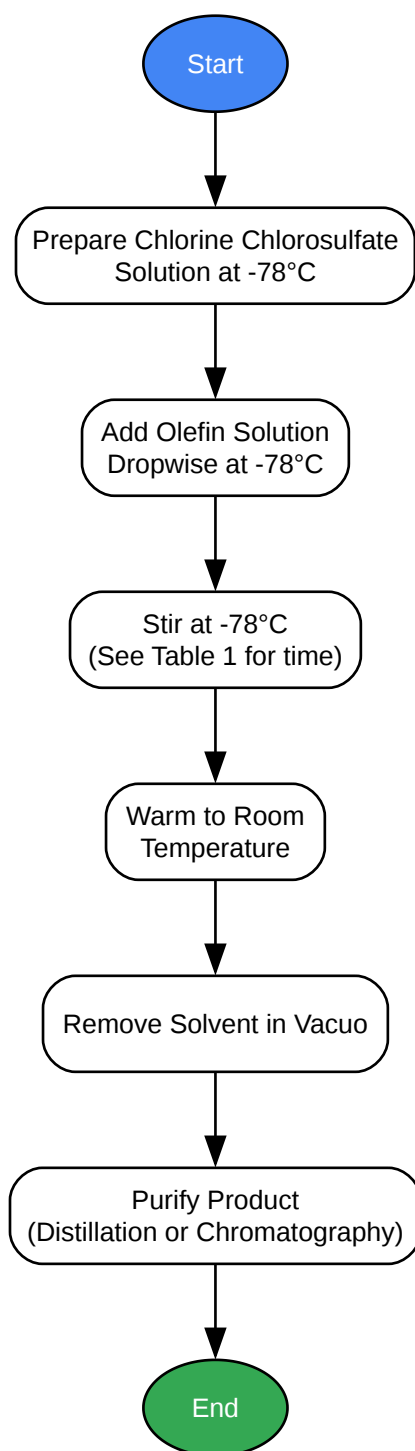 Start
Prepare Chlorine Chlorosulfate
Solution at -78°C
Add Olefin Solution
Dropwise at -78°C
Stir at -78°C
(See Table 1 for time)
Warm to Room
Temperature
Remove Solvent in Vacuo
Purify Product
(Distillation or Chromatography)
End